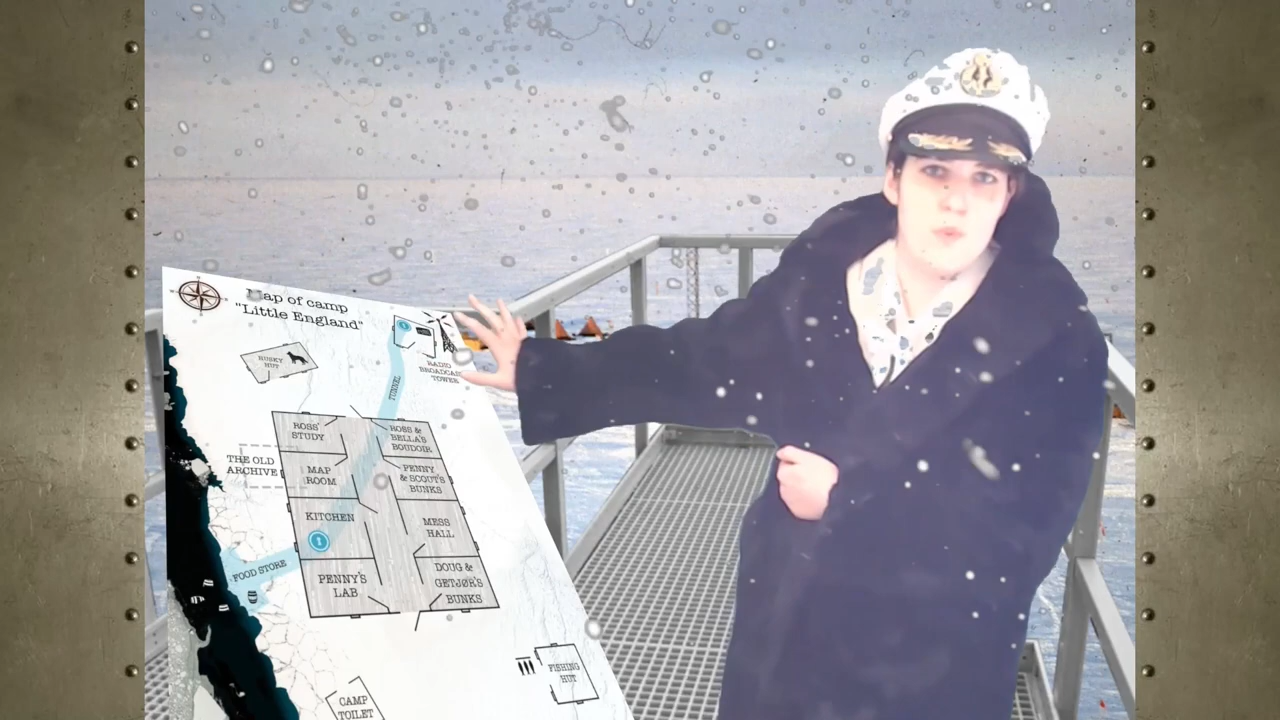 Map of camp
"Little England"
HUSKY
HUT
RADIO
BROADCAST
TOWER
TUNNEL
ROSS'
STUDY
ROSS &
BELLA'S
BOUDOIR
THE OLD
ARCHIVE
MAP
ROOM
PENNY
& SCOUT'S
BUNKS
KITCHEN
MESS
HALL
FOOD STORE
PENNY'S
LAB
DOUG &
GETJØR'S
BUNKS
FISHING
HUT
CAMP
TOILET